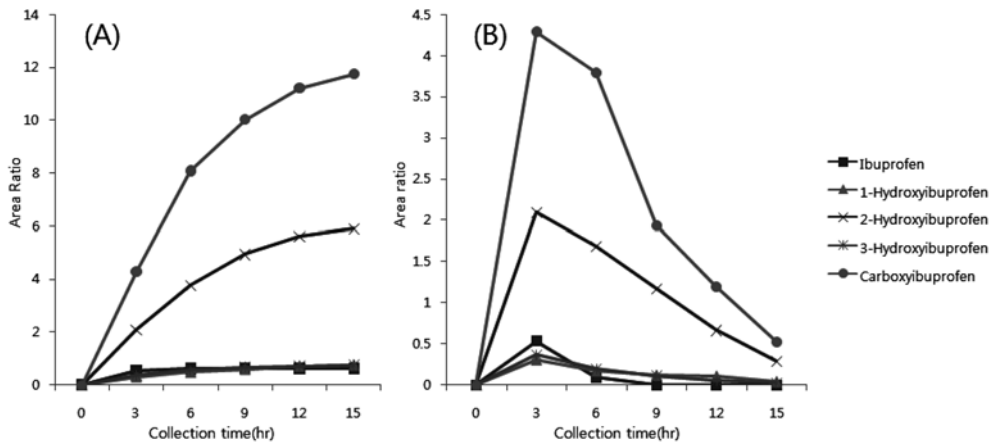 (A)
Area Ratio
14
12
10
8
6
4
2
0
0 3 6 9 12 15
Collection time(hr)
(B)
Area ratio
4.5
4
3.5
3
2.5
2
1.5
1
0.5
0
0 3 6 9 12 15
Collection time(hr)
Ibuprofen
1-Hydroxyibuprofen
2-Hydroxyibuprofen
3-Hydroxyibuprofen
Carboxyibuprofen